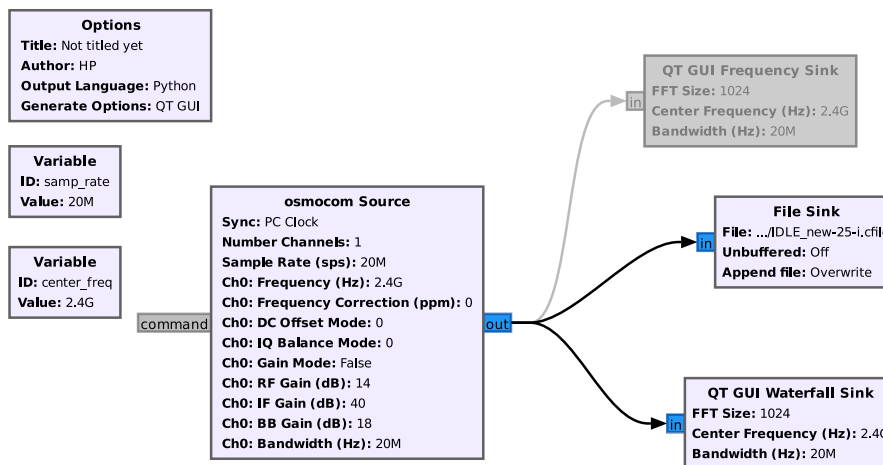 Options
Title: Not titled yet
Author: HP
Output Language: Python
Generate Options: QT GUI
Variable
ID: samp_rate
Value: 20M
Variable
ID: center_freq
Value: 2.4G
command
osmocom Source
Sync: PC Clock
Number Channels: 1
Sample Rate (sps): 20M
Ch0: Frequency (Hz): 2.4G
Ch0: Frequency Correction (ppm): 0
Ch0: DC Offset Mode: 0
Ch0: IQ Balance Mode: 0
Ch0: Gain Mode: False
Ch0: RF Gain (dB): 14
Ch0: IF Gain (dB): 40
Ch0: BB Gain (dB): 18
Ch0: Bandwidth (Hz): 20M
out
in
QT GUI Frequency Sink
FFT Size: 1024
Center Frequency (Hz): 2.4G
Bandwidth (Hz): 20M
in
File Sink
File: .../IDLE_new-25-i.cfile
Unbuffered: Off
Append file: Overwrite
in
QT GUI Waterfall Sink
FFT Size: 1024
Center Frequency (Hz): 2.4G
Bandwidth (Hz): 20M